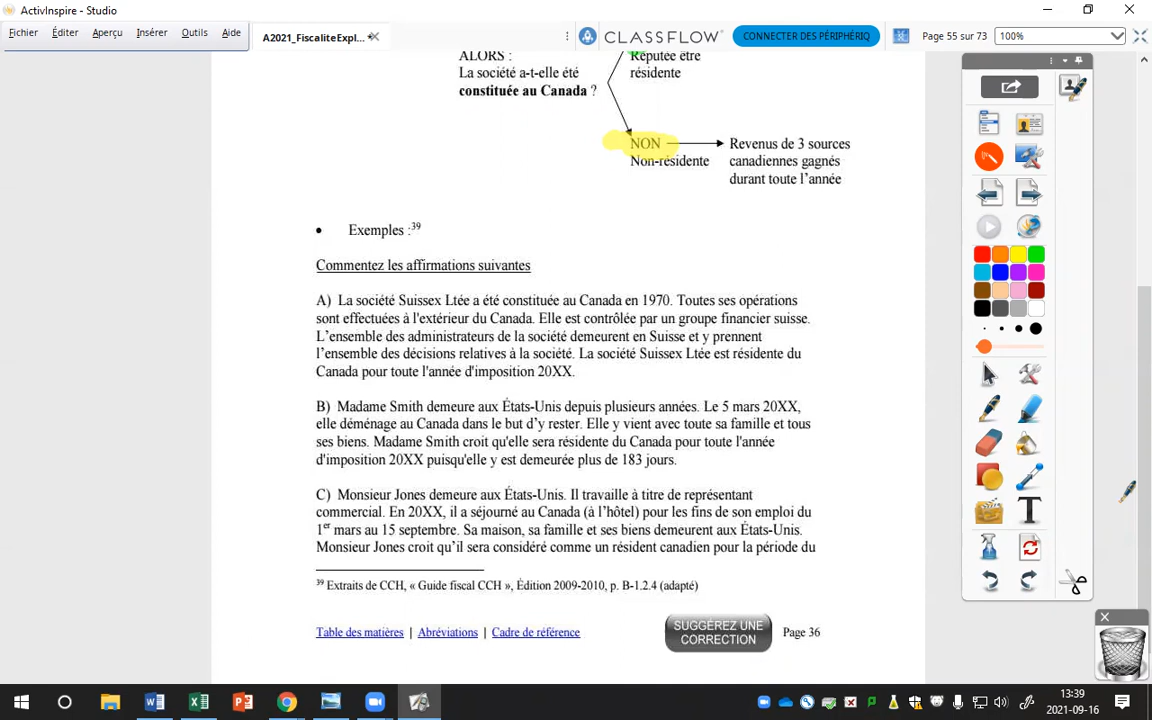 ActivInspire - Studio
Fichier Éditer Aperçu Insérer Outils Aide
A2021_FiscaliteExpl...
CLASSFLOW
CONNECTER DES PÉRIPHÉRIQ
Page 55 sur 73
100%
ALORS :
La société a-t-elle été
constituée au Canada ?
Réputée être
résidente
NON
Non-résidente
Revenus de 3 sources
canadiennes gagnés
durant toute l'année
• Exemples :39
Commentez les affirmations suivantes
A) La société Suissex Ltée a été constituée au Canada en 1970. Toutes ses opérations
sont effectuées à l'extérieur du Canada. Elle est contrôlée par un groupe financier suisse.
L'ensemble des administrateurs de la société demeurent en Suisse et y prennent
l'ensemble des décisions relatives à la société. La société Suissex Ltée est résidente du
Canada pour toute l'année d'imposition 20XX.
B) Madame Smith demeure aux États-Unis depuis plusieurs années. Le 5 mars 20XX,
elle déménage au Canada dans le but d'y rester. Elle y vient avec toute sa famille et tous
ses biens. Madame Smith croit qu'elle sera résidente du Canada pour toute l'année
d'imposition 20XX puisqu'elle y est demeurée plus de 183 jours.
C) Monsieur Jones demeure aux États-Unis. Il travaille à titre de représentant
commercial. En 20XX, il a séjourné au Canada (à l'hôtel) pour les fins de son emploi du
1er mars au 15 septembre. Sa maison, sa famille et ses biens demeurent aux États-Unis.
Monsieur Jones croit qu'il sera considéré comme un résident canadien pour la période du
39 Extraits de CCH, « Guide fiscal CCH », Édition 2009-2010, p. B-1.2.4 (adapté)
Table des matières | Abréviations | Cadre de référence
SUGGÉREZ UNE
CORRECTION
Page 36
13:39
2021-09-16